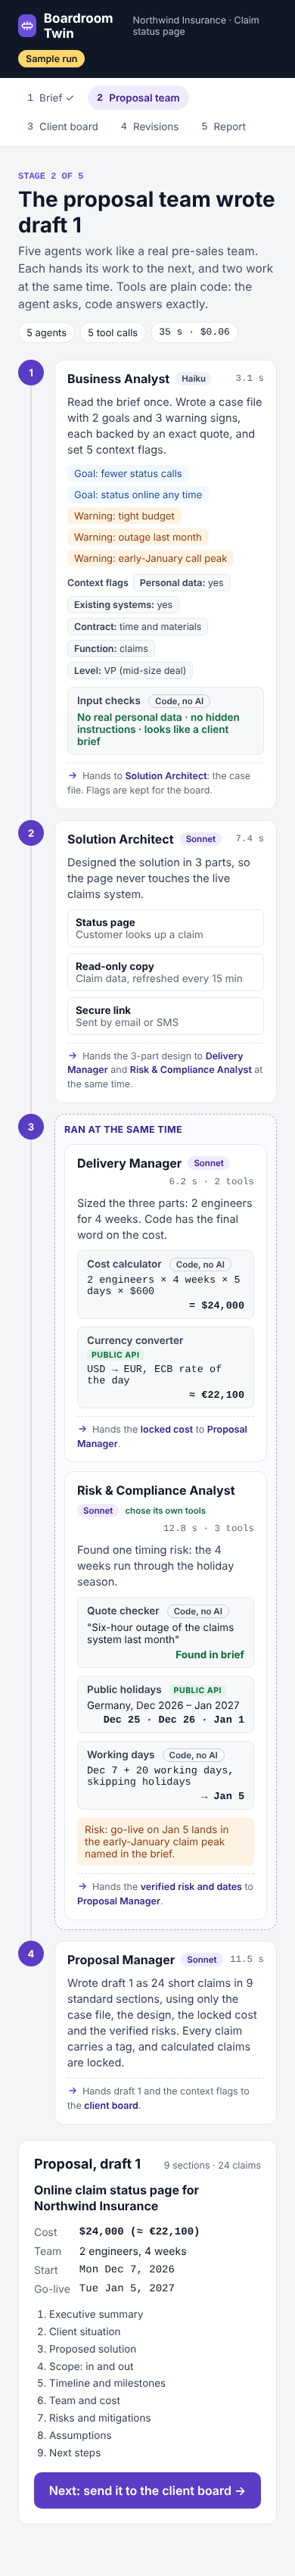 Boardroom Twin
Northwind Insurance · Claim status page
Sample run
1 Brief ✓
2 Proposal team
3 Client board
4 Revisions
5 Report
STAGE 2 OF 5
The proposal team wrote
draft 1
Five agents work like a real pre-sales team.
Each hands its work to the next, and two work
at the same time. Tools are plain code: the
agent asks, code answers exactly.
5 agents
5 tool calls
35 s · $0.06
1
Business Analyst Haiku 3.1 s
Read the brief once. Wrote a case file
with 2 goals and 3 warning signs,
each backed by an exact quote, and
set 5 context flags.
Goal: fewer status calls
Goal: status online any time
Warning: tight budget
Warning: outage last month
Warning: early-January call peak
Context flags Personal data: yes
Existing systems: yes
Contract: time and materials
Function: claims
Level: VP (mid-size deal)
Input checks Code, no AI
No real personal data · no hidden
instructions · looks like a client
brief
→ Hands to Solution Architect: the case
file. Flags are kept for the board.
2
Solution Architect Sonnet 7.4 s
Designed the solution in 3 parts, so
the page never touches the live
claims system.
Status page
Customer looks up a claim
Read-only copy
Claim data, refreshed every 15 min
Secure link
Sent by email or SMS
→ Hands the 3-part design to Delivery
Manager and Risk & Compliance Analyst at
the same time.
3
RAN AT THE SAME TIME
Delivery Manager Sonnet
6.2 s · 2 tools
Sized the three parts: 2 engineers
for 4 weeks. Code has the final
word on the cost.
Cost calculator Code, no AI
2 engineers × 4 weeks × 5
days × $600
= $24,000
Currency converter
PUBLIC API
USD → EUR, ECB rate of
the day
≈ €22,100
→ Hands the locked cost to Proposal
Manager.
Risk & Compliance Analyst
Sonnet chose its own tools
12.8 s · 3 tools
Found one timing risk: the 4
weeks run through the holiday
season.
Quote checker Code, no AI
"Six-hour outage of the claims
system last month"
Found in brief
Public holidays PUBLIC API
Germany, Dec 2026 – Jan 2027
Dec 25 · Dec 26 · Jan 1
Working days Code, no AI
Dec 7 + 20 working days,
skipping holidays
→ Jan 5
Risk: go-live on Jan 5 lands in
the early-January claim peak
named in the brief.
→ Hands the verified risk and dates to
Proposal Manager.
4
Proposal Manager Sonnet 11.5 s
Wrote draft 1 as 24 short claims in 9
standard sections, using only the
case file, the design, the locked cost
and the verified risks. Every claim
carries a tag, and calculated claims
are locked.
→ Hands draft 1 and the context flags to
the client board.
Proposal, draft 1 9 sections · 24 claims
Online claim status page for
Northwind Insurance
Cost $24,000 (≈ €22,100)
Team 2 engineers, 4 weeks
Start Mon Dec 7, 2026
Go-live Tue Jan 5, 2027
1. Executive summary
2. Client situation
3. Proposed solution
4. Scope: in and out
5. Timeline and milestones
6. Team and cost
7. Risks and mitigations
8. Assumptions
9. Next steps
Next: send it to the client board →